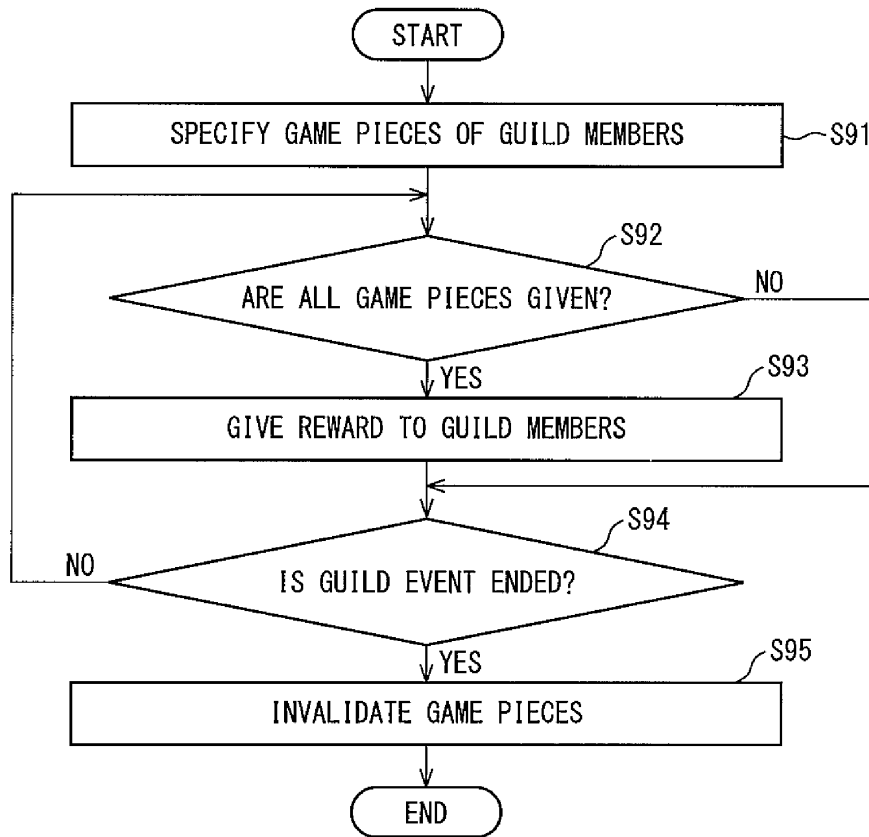 START
SPECIFY GAME PIECES OF GUILD MEMBERS
S91
S92
ARE ALL GAME PIECES GIVEN?
NO
YES
S93
GIVE REWARD TO GUILD MEMBERS
S94
NO
IS GUILD EVENT ENDED?
YES
S95
INVALIDATE GAME PIECES
END